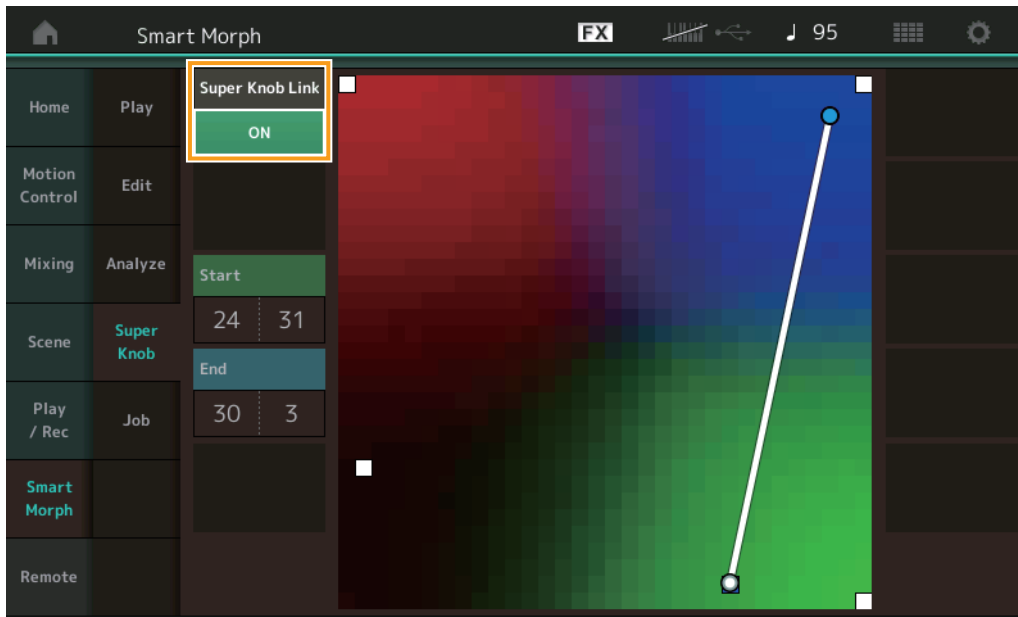 Smart Morph
FX
95
Home
Play
Super Knob Link
ON
Motion
Control
Edit
Mixing
Analyze
Start
24 31
Scene
Super
Knob
End
30 3
Play
/ Rec
Job
Smart
Morph
Remote